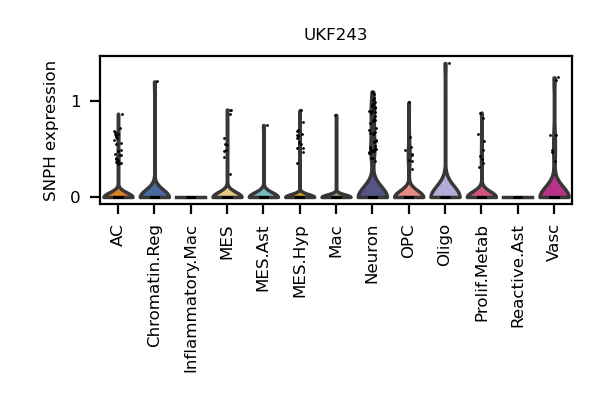 UKF243
SNPH expression
1
0
AC
Chromatin.Reg
Inflammatory.Mac
MES
MES.Ast
MES.Hyp
Mac
Neuron
OPC
Oligo
Prolif.Metab
Reactive.Ast
Vasc